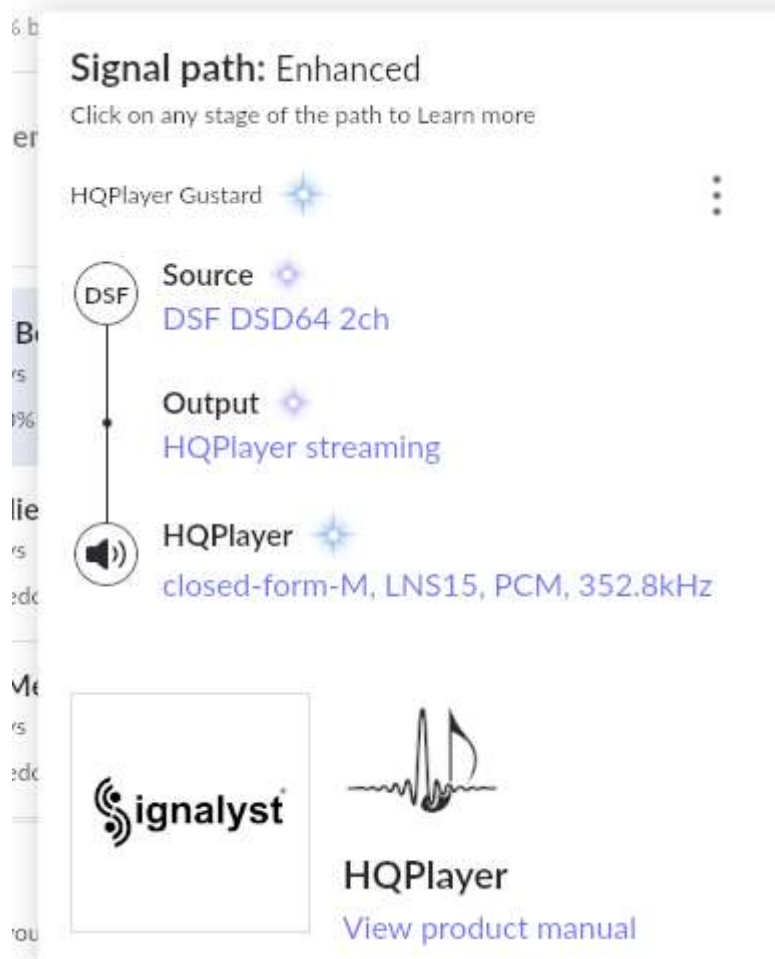 Signal path: Enhanced
Click on any stage of the path to Learn more
HQPlayer Gustard
DSF
Source
DSF DSD64 2ch
Output
HQPlayer streaming
HQPlayer
closed-form-M, LNS15, PCM, 352.8kHz
Signalyst
HQPlayer
View product manual